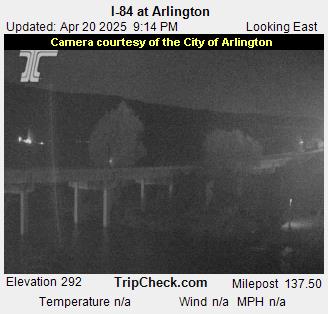 I-84 at Arlington
Updated: Apr 20 2025 9:14 PM Looking East
Camera courtesy of the City of Arlington
Elevation 292 TripCheck.com Milepost 137.50
Temperature n/a Wind n/a MPH n/a